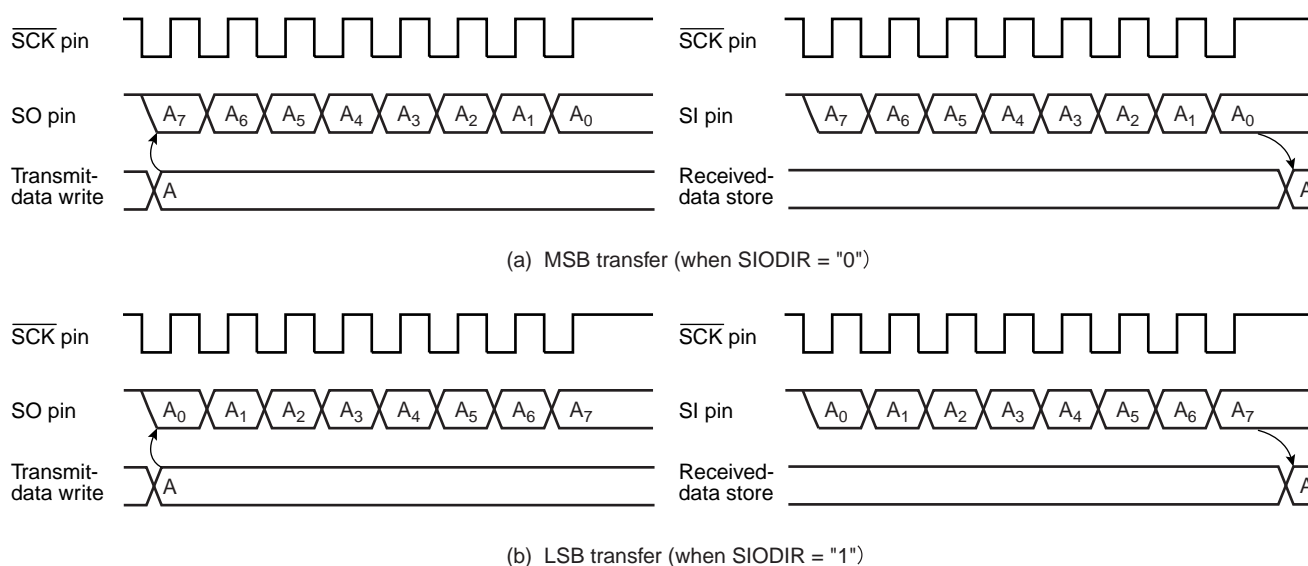 SCK pin
SO pin A7 A6 A5 A4 A3 A2 A1 A0
Transmit-
data write A
SCK pin
SI pin A7 A6 A5 A4 A3 A2 A1 A0
Received-
data store A
(a) MSB transfer (when SIODIR = "0")
SCK pin
SO pin A0 A1 A2 A3 A4 A5 A6 A7
Transmit-
data write A
SCK pin
SI pin A0 A1 A2 A3 A4 A5 A6 A7
Received-
data store A
(b) LSB transfer (when SIODIR = "1")